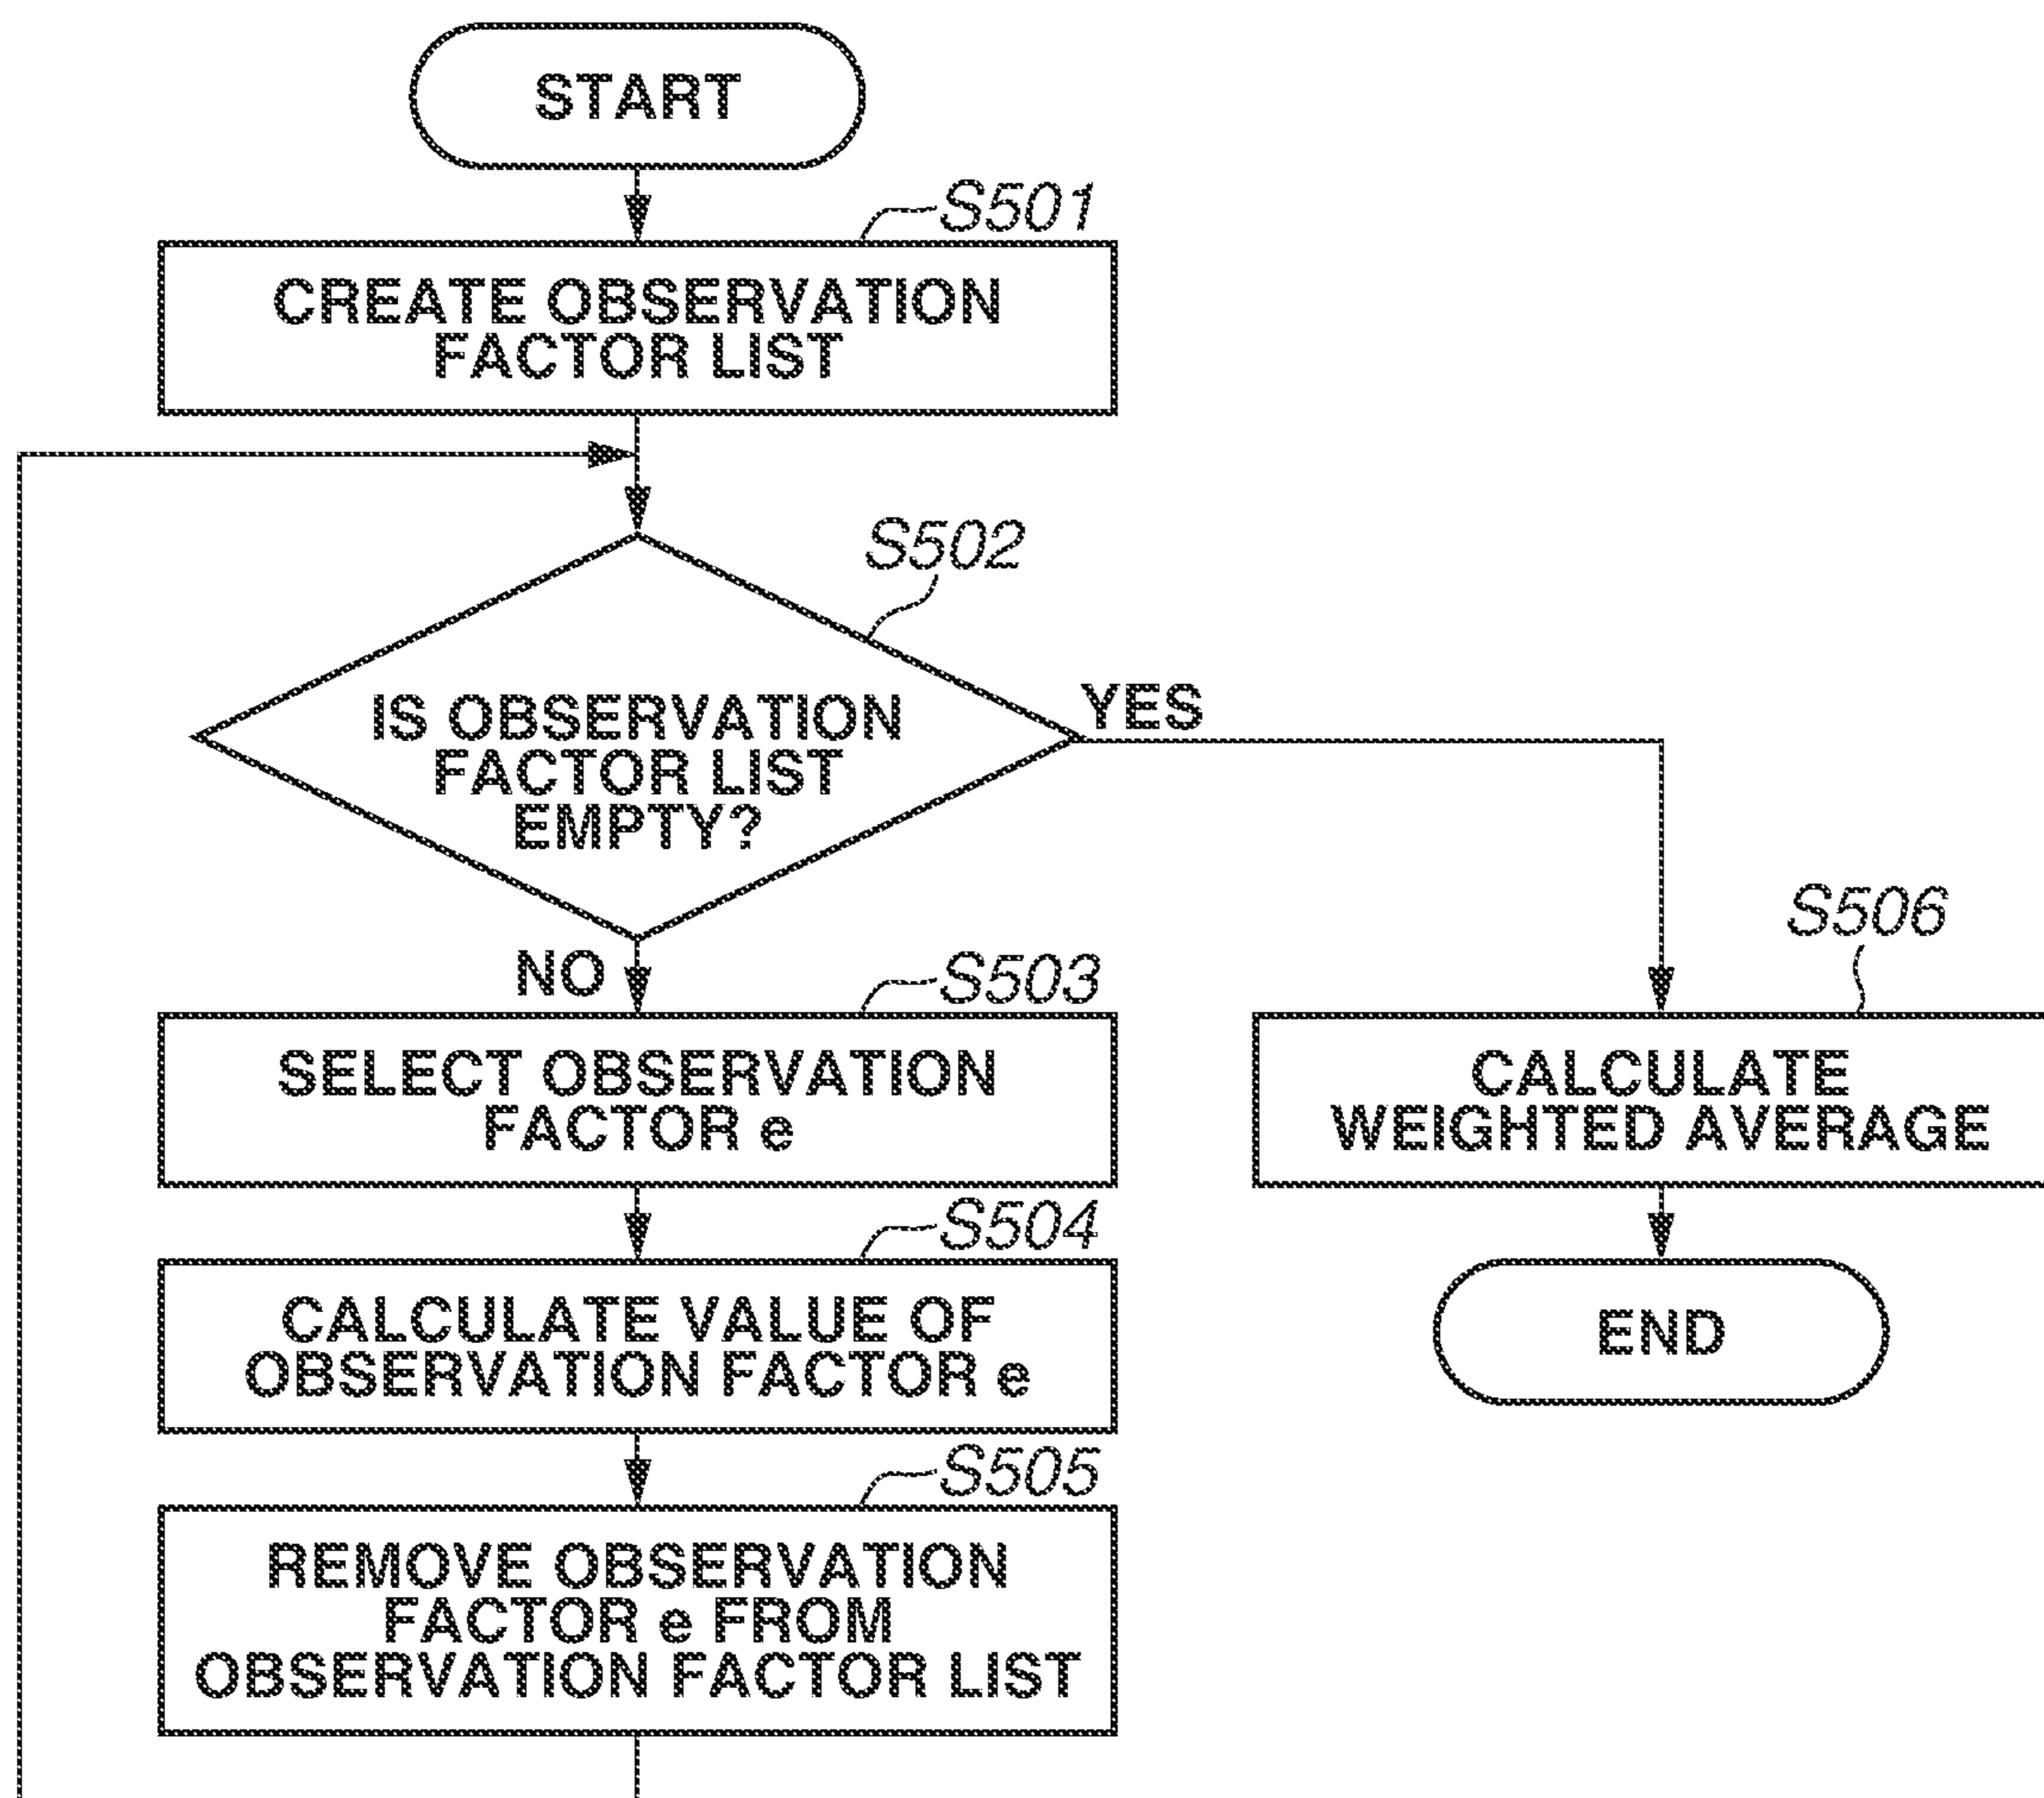 START
S501
CREATE OBSERVATION
FACTOR LIST
S502
IS OBSERVATION
FACTOR LIST
EMPTY?
YES
NO
S503
SELECT OBSERVATION
FACTOR e
S504
CALCULATE VALUE OF
OBSERVATION FACTOR e
S505
REMOVE OBSERVATION
FACTOR e FROM
OBSERVATION FACTOR LIST
S506
CALCULATE
WEIGHTED AVERAGE
END